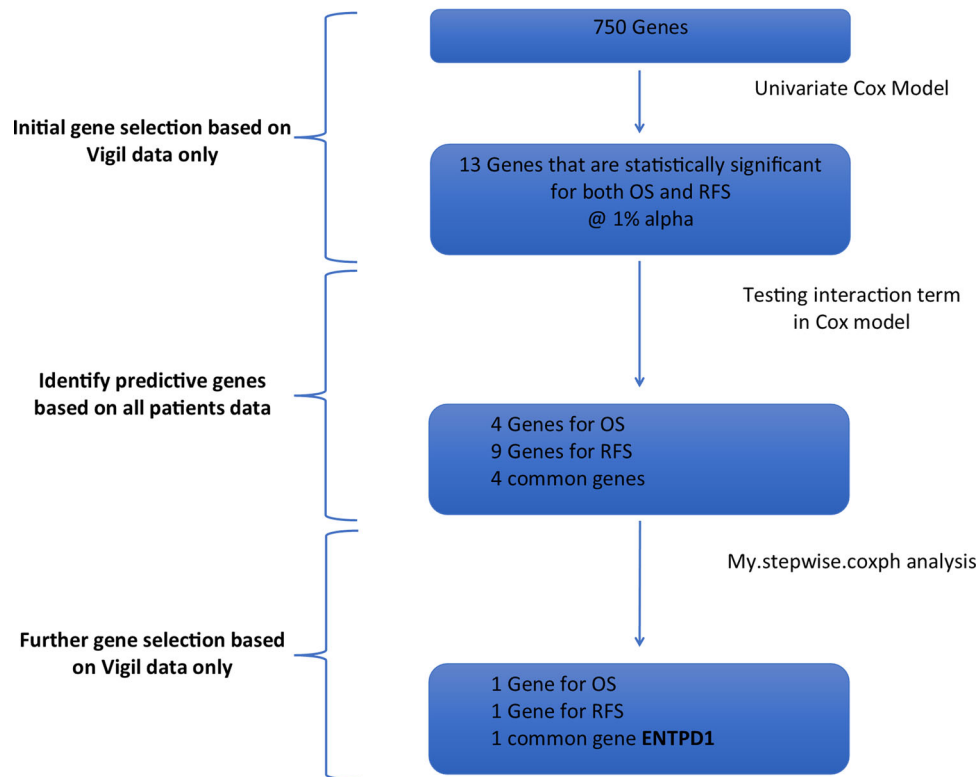 750 Genes
Univariate Cox Model
Initial gene selection based on
Vigil data only
13 Genes that are statistically significant
for both OS and RFS
@ 1% alpha
Testing interaction term
in Cox model
Identify predictive genes
based on all patients data
4 Genes for OS
9 Genes for RFS
4 common genes
My.stepwise.coxph analysis
Further gene selection based
on Vigil data only
1 Gene for OS
1 Gene for RFS
1 common gene ENTPD1